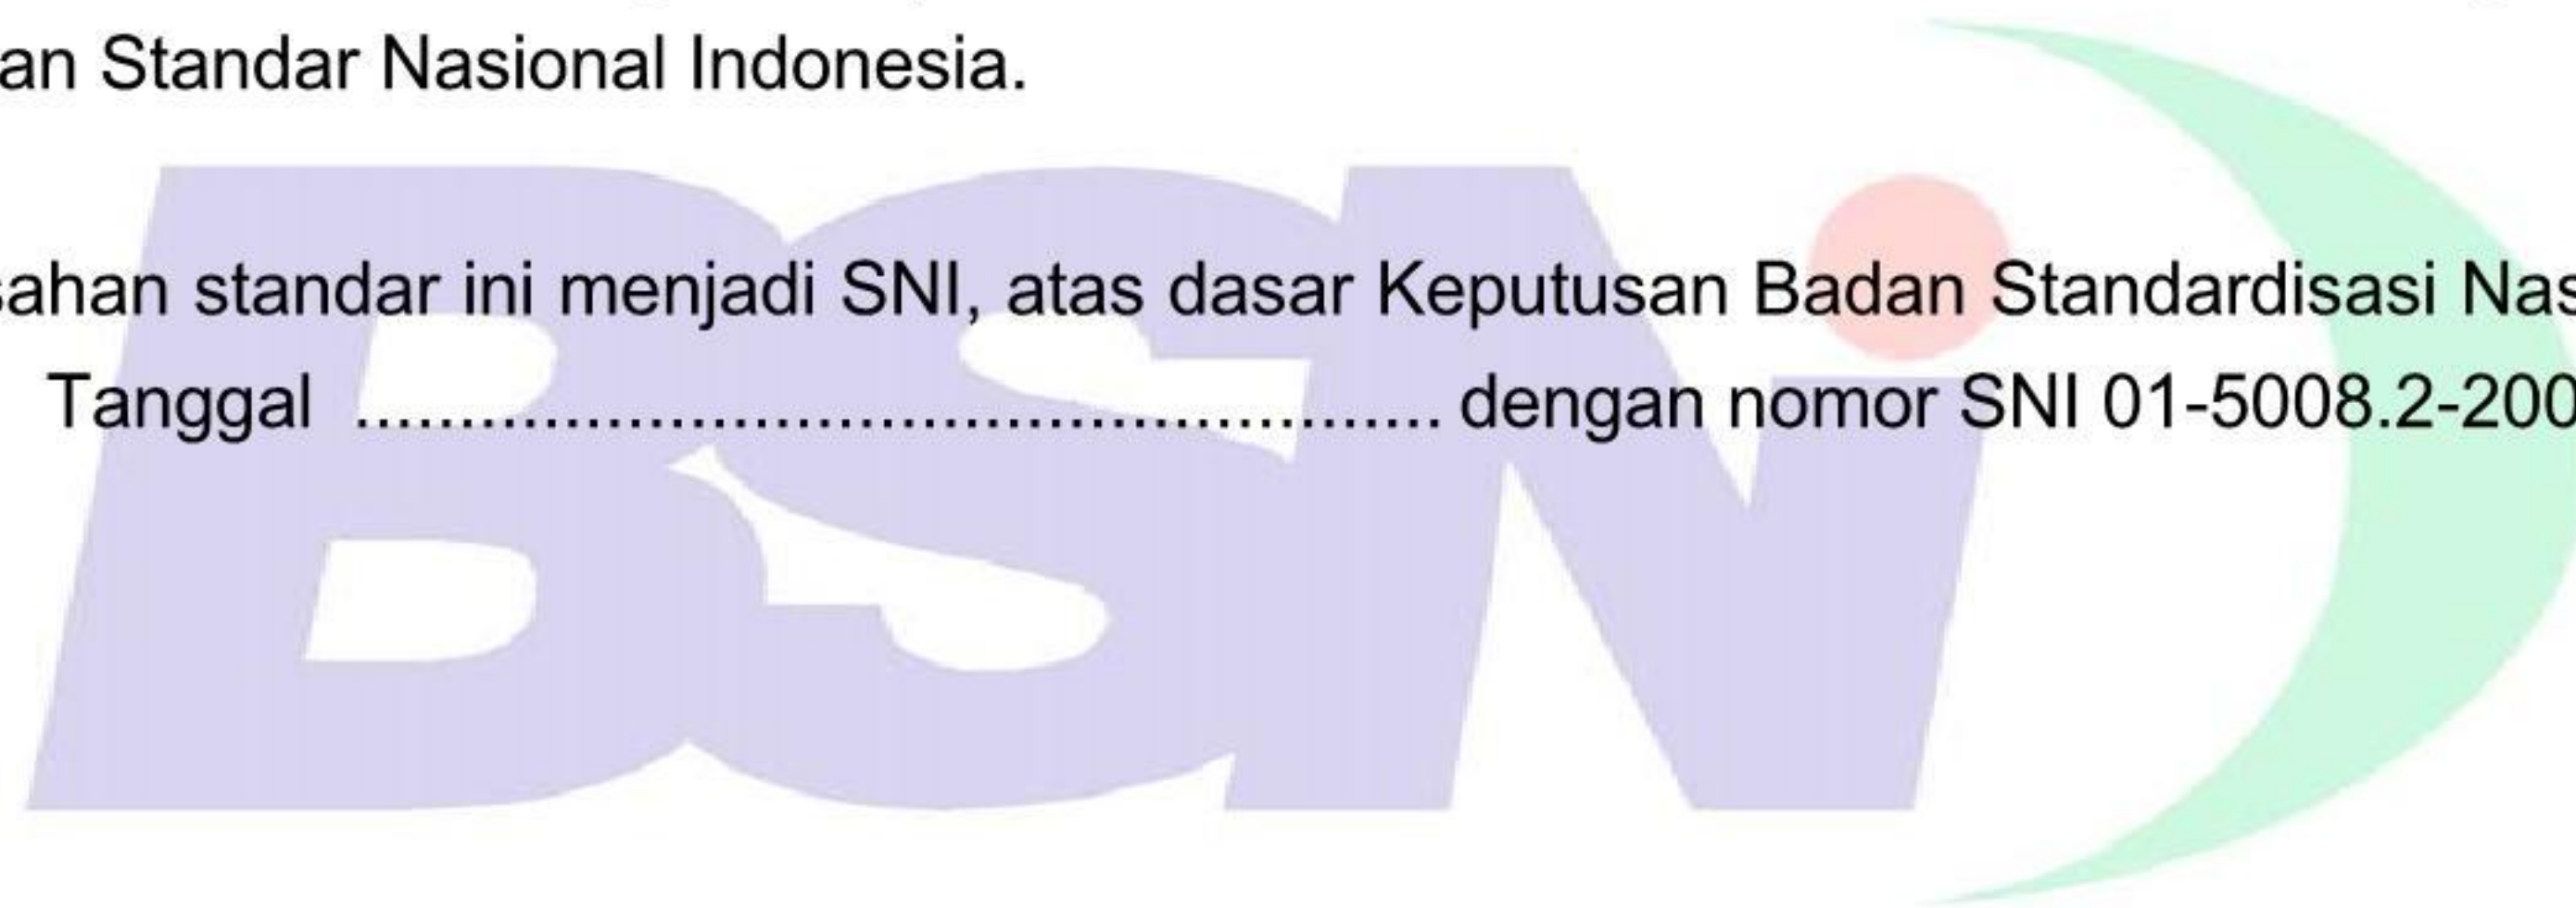 an Standar Nasional Indonesia.
sahan standar ini menjadi SNI, atas dasar Keputusan Badan Standardisasi Nas
Tanggal .................................................... dengan nomor SNI 01-5008.2-200
BSN